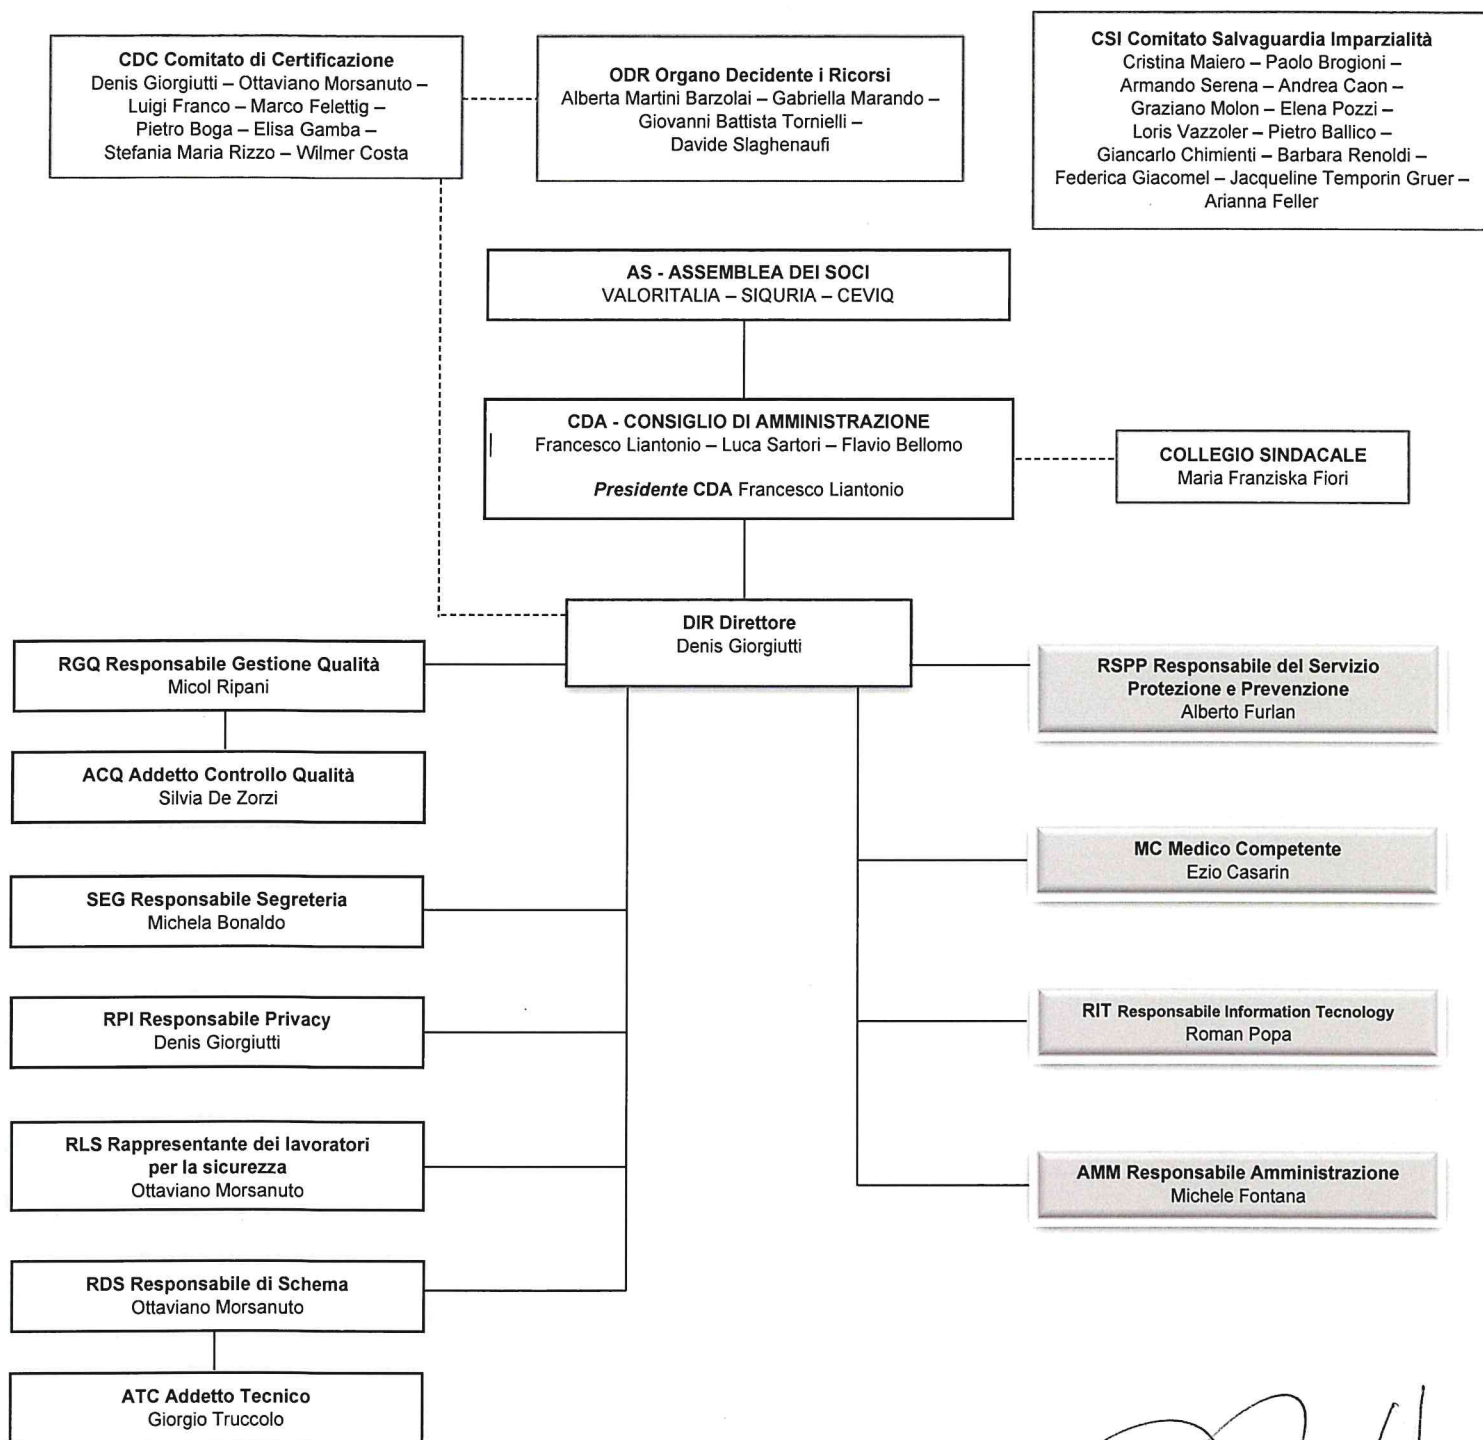 CDC Comitato di Certificazione
Denis Giorgiutti – Ottaviano Morsanuto –
Luigi Franco – Marco Felettig –
Pietro Boga – Elisa Gamba –
Stefania Maria Rizzo – Wilmer Costa
ODR Organo Decidente i Ricorsi
Alberta Martini Barzolai – Gabriella Marando –
Giovanni Battista Tornielli –
Davide Slaghenaufi
CSI Comitato Salvaguardia Imparzialità
Cristina Maiero – Paolo Brogioni –
Armando Serena – Andrea Caon –
Graziano Molon – Elena Pozzi –
Loris Vazzoler – Pietro Ballico –
Giancarlo Chimienti – Barbara Renoldi –
Federica Giacomel – Jacqueline Temporin Gruer –
Arianna Feller
AS - ASSEMBLEA DEI SOCI
VALORITALIA – SIQURIA – CEVIQ
CDA - CONSIGLIO DI AMMINISTRAZIONE
Francesco Liantonio – Luca Sartori – Flavio Bellomo
Presidente CDA Francesco Liantonio
COLLEGIO SINDACALE
Maria Franziska Fiori
DIR Direttore
Denis Giorgiutti
RGQ Responsabile Gestione Qualità
Micol Ripani
ACQ Addetto Controllo Qualità
Silvia De Zorzi
SEG Responsabile Segreteria
Michela Bonaldo
RPI Responsabile Privacy
Denis Giorgiutti
RLS Rappresentante dei lavoratori
per la sicurezza
Ottaviano Morsanuto
RDS Responsabile di Schema
Ottaviano Morsanuto
ATC Addetto Tecnico
Giorgio Truccolo
RSPP Responsabile del Servizio
Protezione e Prevenzione
Alberto Furlan
MC Medico Competente
Ezio Casarin
RIT Responsabile Information Tecnology
Roman Popa
AMM Responsabile Amministrazione
Michele Fontana